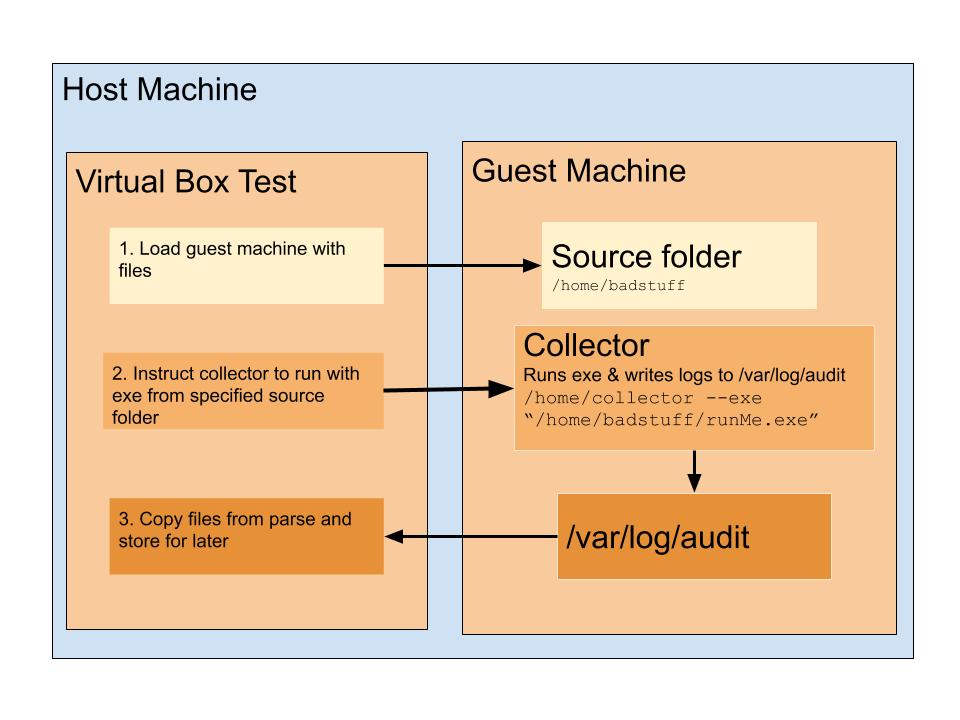 Host Machine
Virtual Box Test
1. Load guest machine with
files
2. Instruct collector to run with
exe from specified source
folder
3. Copy files from parse and
store for later
Guest Machine
Source folder
/home/badstuff
Collector
Runs exe & writes logs to /var/log/audit
/home/collector --exe
“/home/badstuff/runMe.exe”
/var/log/audit